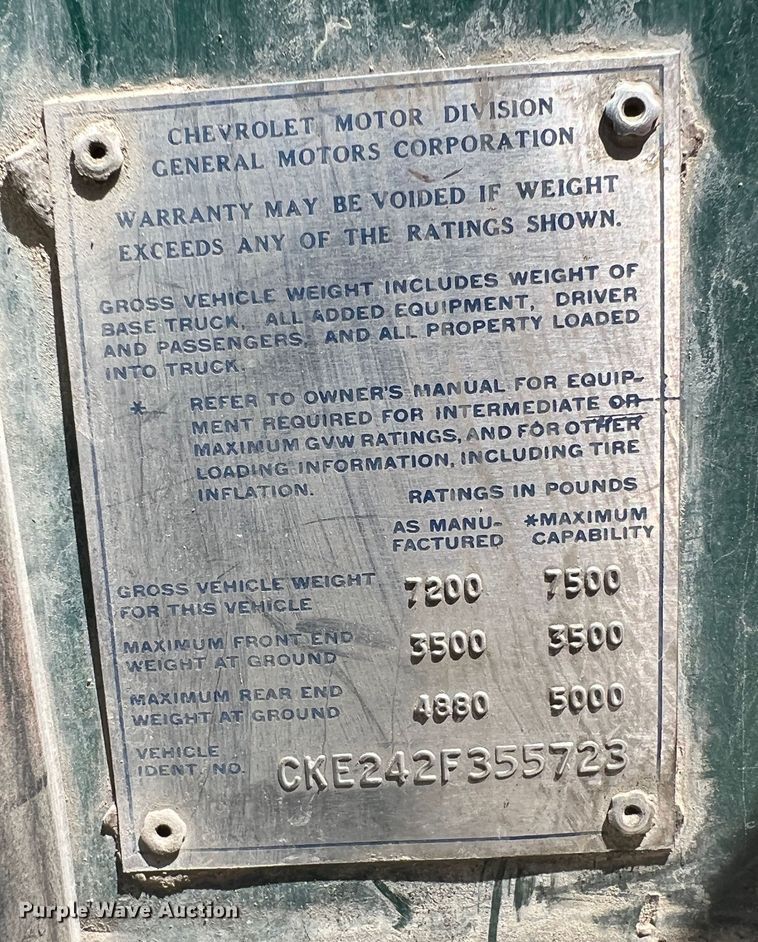 CHEVROLET MOTOR DIVISION
GENERAL MOTORS CORPORATION
WARRANTY MAY BE VOIDED IF WEIGHT
EXCEEDS ANY OF THE RATINGS SHOWN.
GROSS VEHICLE WEIGHT INCLUDES WEIGHT OF
BASE TRUCK, ALL ADDED EQUIPMENT, DRIVER
AND PASSENGERS, AND ALL PROPERTY LOADED
INTO TRUCK.
* REFER TO OWNER'S MANUAL FOR EQUIP-
MENT REQUIRED FOR INTERMEDIATE OR
MAXIMUM GVW RATINGS, AND FOR OTHER
LOADING INFORMATION, INCLUDING TIRE
INFLATION.
RATINGS IN POUNDS
AS MANU- *MAXIMUM
FACTURED CAPABILITY
GROSS VEHICLE WEIGHT
FOR THIS VEHICLE 7200 7500
MAXIMUM FRONT END
WEIGHT AT GROUND 3500 3500
MAXIMUM REAR END
WEIGHT AT GROUND 4880 5000
VEHICLE
IDENT. NO. CKE242F355723
Purple Wave Auction